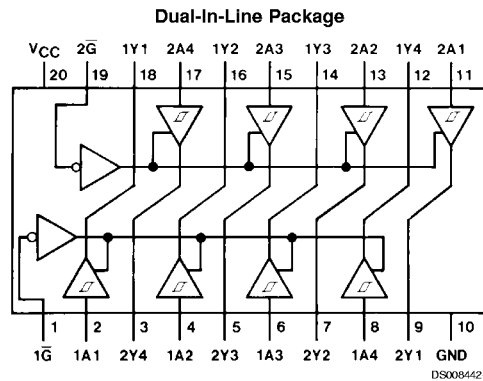 Dual-In-Line Package
VCC 2G̅ 1Y1 2A4 1Y2 2A3 1Y3 2A2 1Y4 2A1
20 19 18 17 16 15 14 13 12 11
1 2 3 4 5 6 7 8 9 10
1G̅ 1A1 2Y4 1A2 2Y3 1A3 2Y2 1A4 2Y1 GND
DS008442